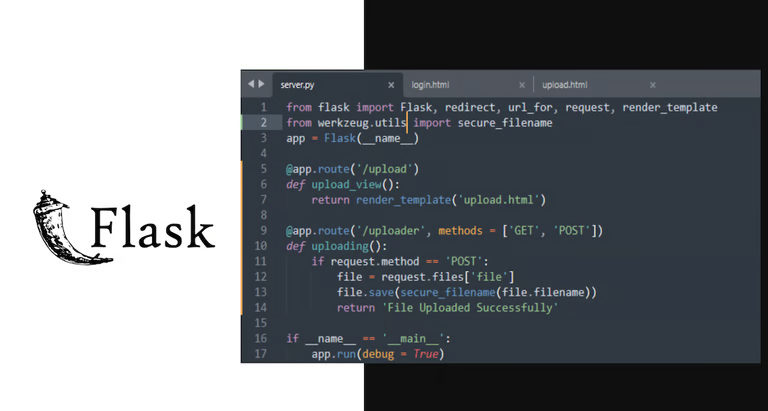 Flask
server.py
login.html
upload.html
1 from flask import Flask, redirect, url_for, request, render_template
2 from werkzeug.utils import secure_filename
3 app = Flask(__name__)
4
5 @app.route('/upload')
6 def upload_view():
7     return render_template('upload.html')
8
9 @app.route('/uploader', methods = ['GET', 'POST'])
10 def uploading():
11     if request.method == 'POST':
12         file = request.files['file']
13         file.save(secure_filename(file.filename))
14         return 'File Uploaded Successfully'
15
16 if __name__ == '__main__':
17     app.run(debug = True)